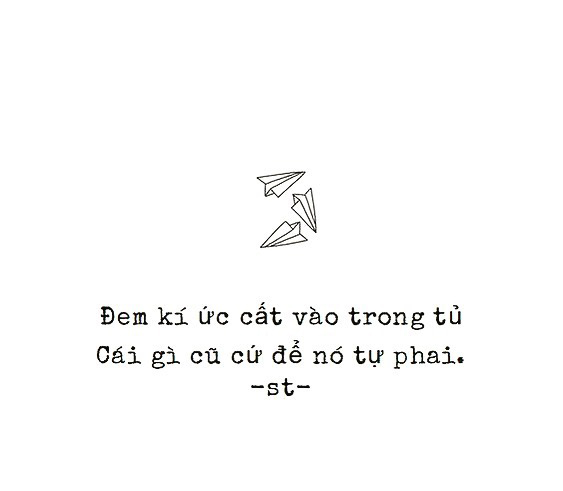 Đem kí ức cất vào trong tủ
Cái gì cũ cứ để nó tự phai.
-st-